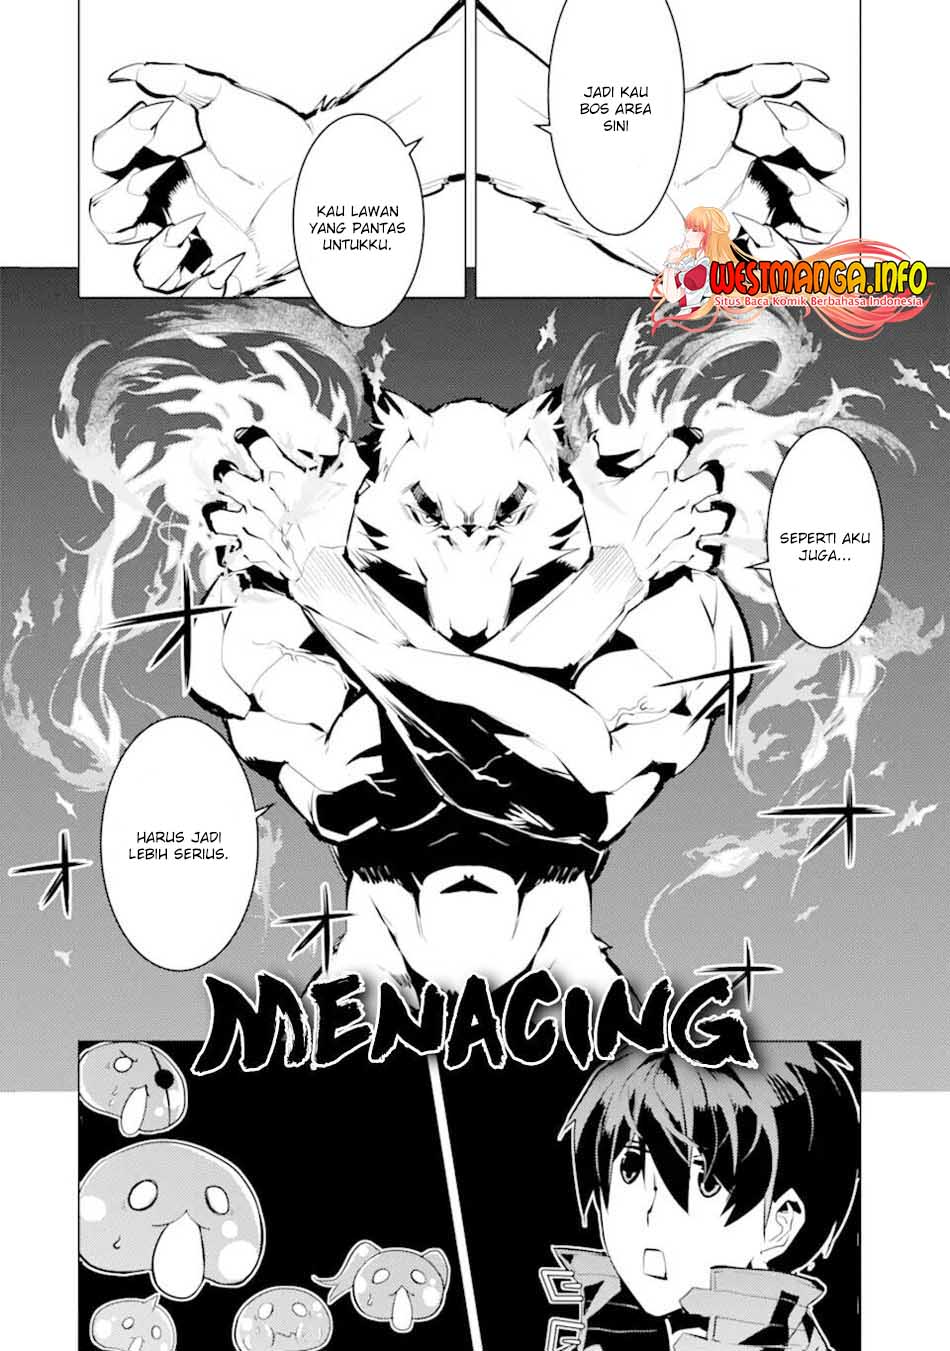 JADI KAU
BOS AREA
SINI
KAU LAWAN
YANG PANTAS
UNTUKKU.
WESTMANGA.INFO
SITUS BACA KOMIK BERBAHASA INDONESIA
SEPERTI AKU
JUGA...
HARUS JADI
LEBIH SERIUS.
MENACING